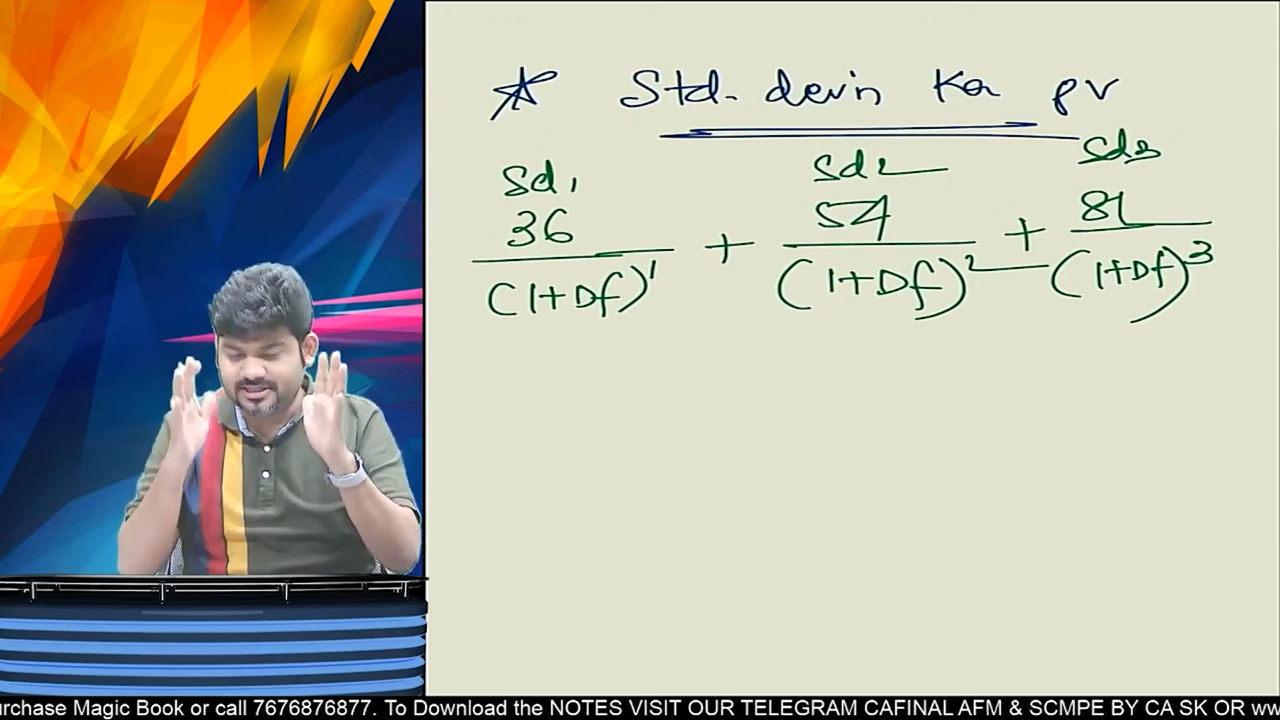 * Std. devin Ka PV
Sd1 Sd2 Sd3
36 + 54 + 81
(1+Df)^1 (1+Df)^2 (1+Df)^3
urchase Magic Book or call 7676876877. To Download the NOTES VISIT OUR TELEGRAM CAFINAL AFM & SCMPE BY CA SK OR ww